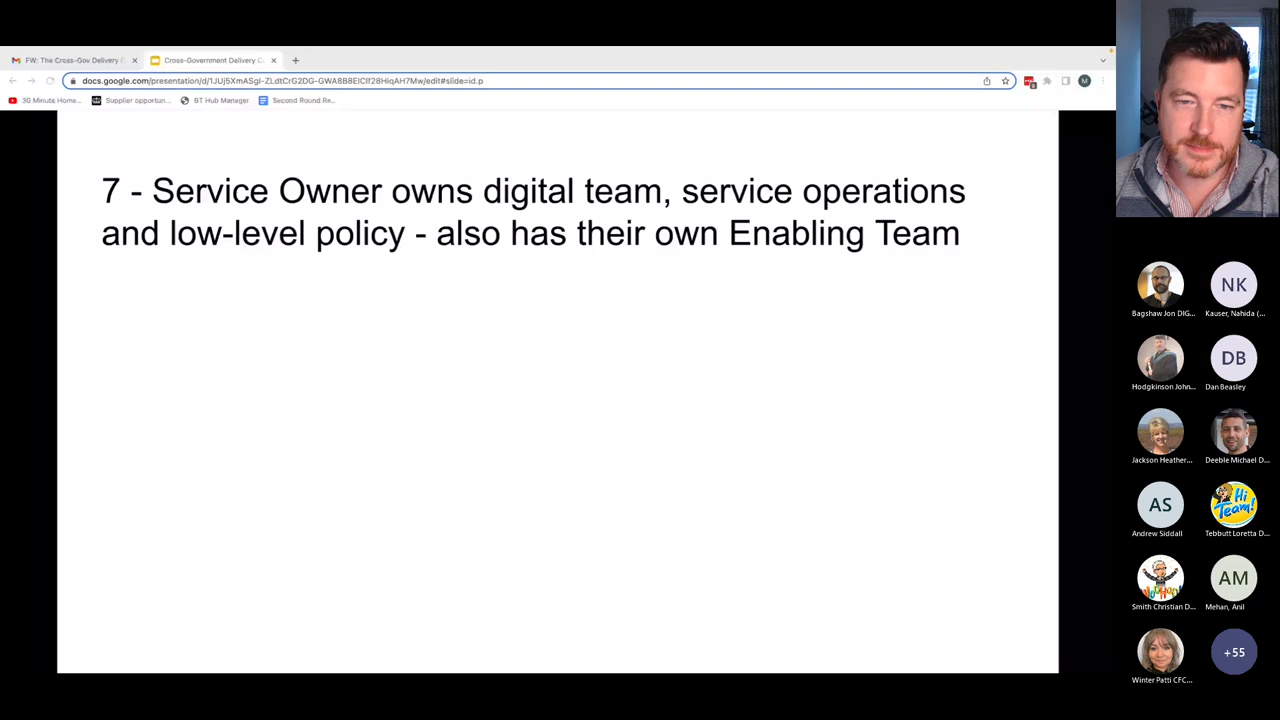 FW: The Cross-Gov Delivery C
Cross-Government Delivery C
docs.google.com/presentation/d/1JUj5XmASgI-ZLdtCrG2DG-GWA8B8EICIf28HiqAH7Mw/edit#slide=id.p
30 Minute Home...
Supplier opportun...
BT Hub Manager
Second Round Re...
M
7 - Service Owner owns digital team, service operations
and low-level policy - also has their own Enabling Team
NK
Bagshaw Jon DIG...
Kauser, Nahida (...
DB
Hodgkinson John...
Dan Beasley
Jackson Heather...
Deeble Michael D...
AS
Hi Team!
Andrew Siddall
Tebbutt Loretta D...
AM
Smith Christian D...
Mehan, Anil
+55
Winter Patti CFC...